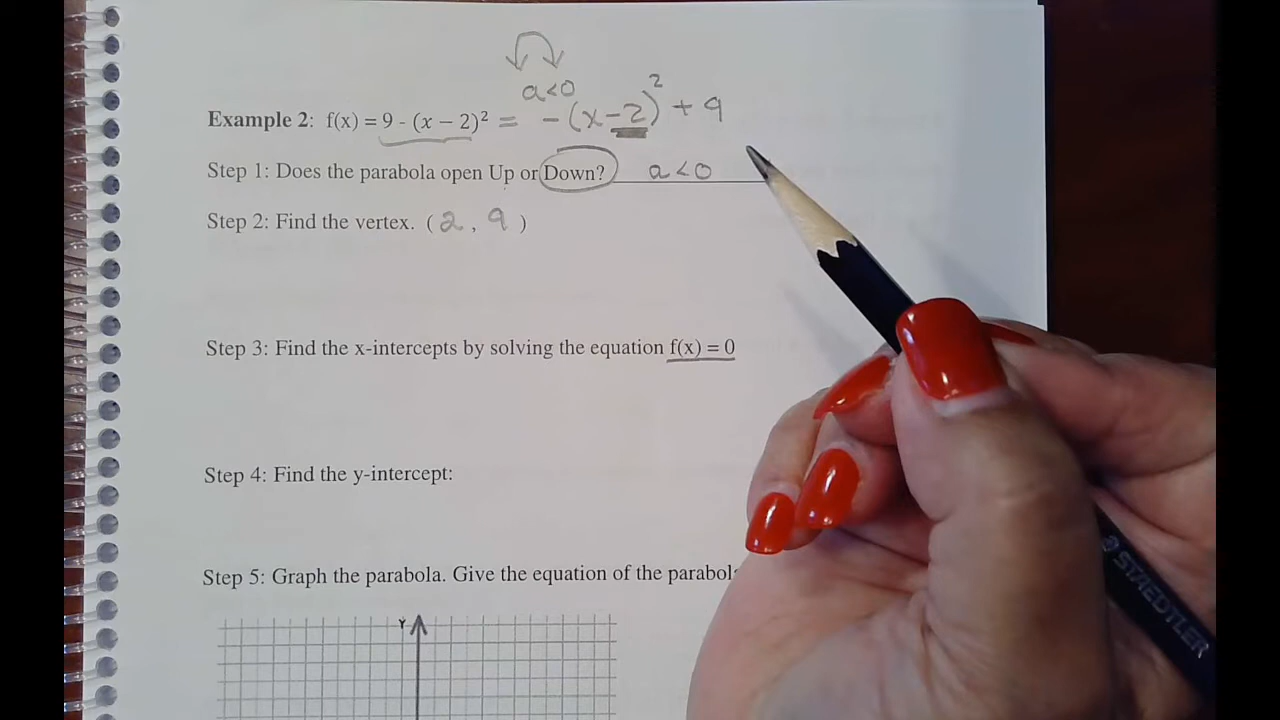 a<0
Example 2: f(x) = 9 - (x – 2)² = -(x-2)² + 9
Step 1: Does the parabola open Up or Down? a<0
Step 2: Find the vertex. (2, 9)
Step 3: Find the x-intercepts by solving the equation f(x) = 0
Step 4: Find the y-intercept:
Step 5: Graph the parabola. Give the equation of the parabol
Y
STAEDTLER